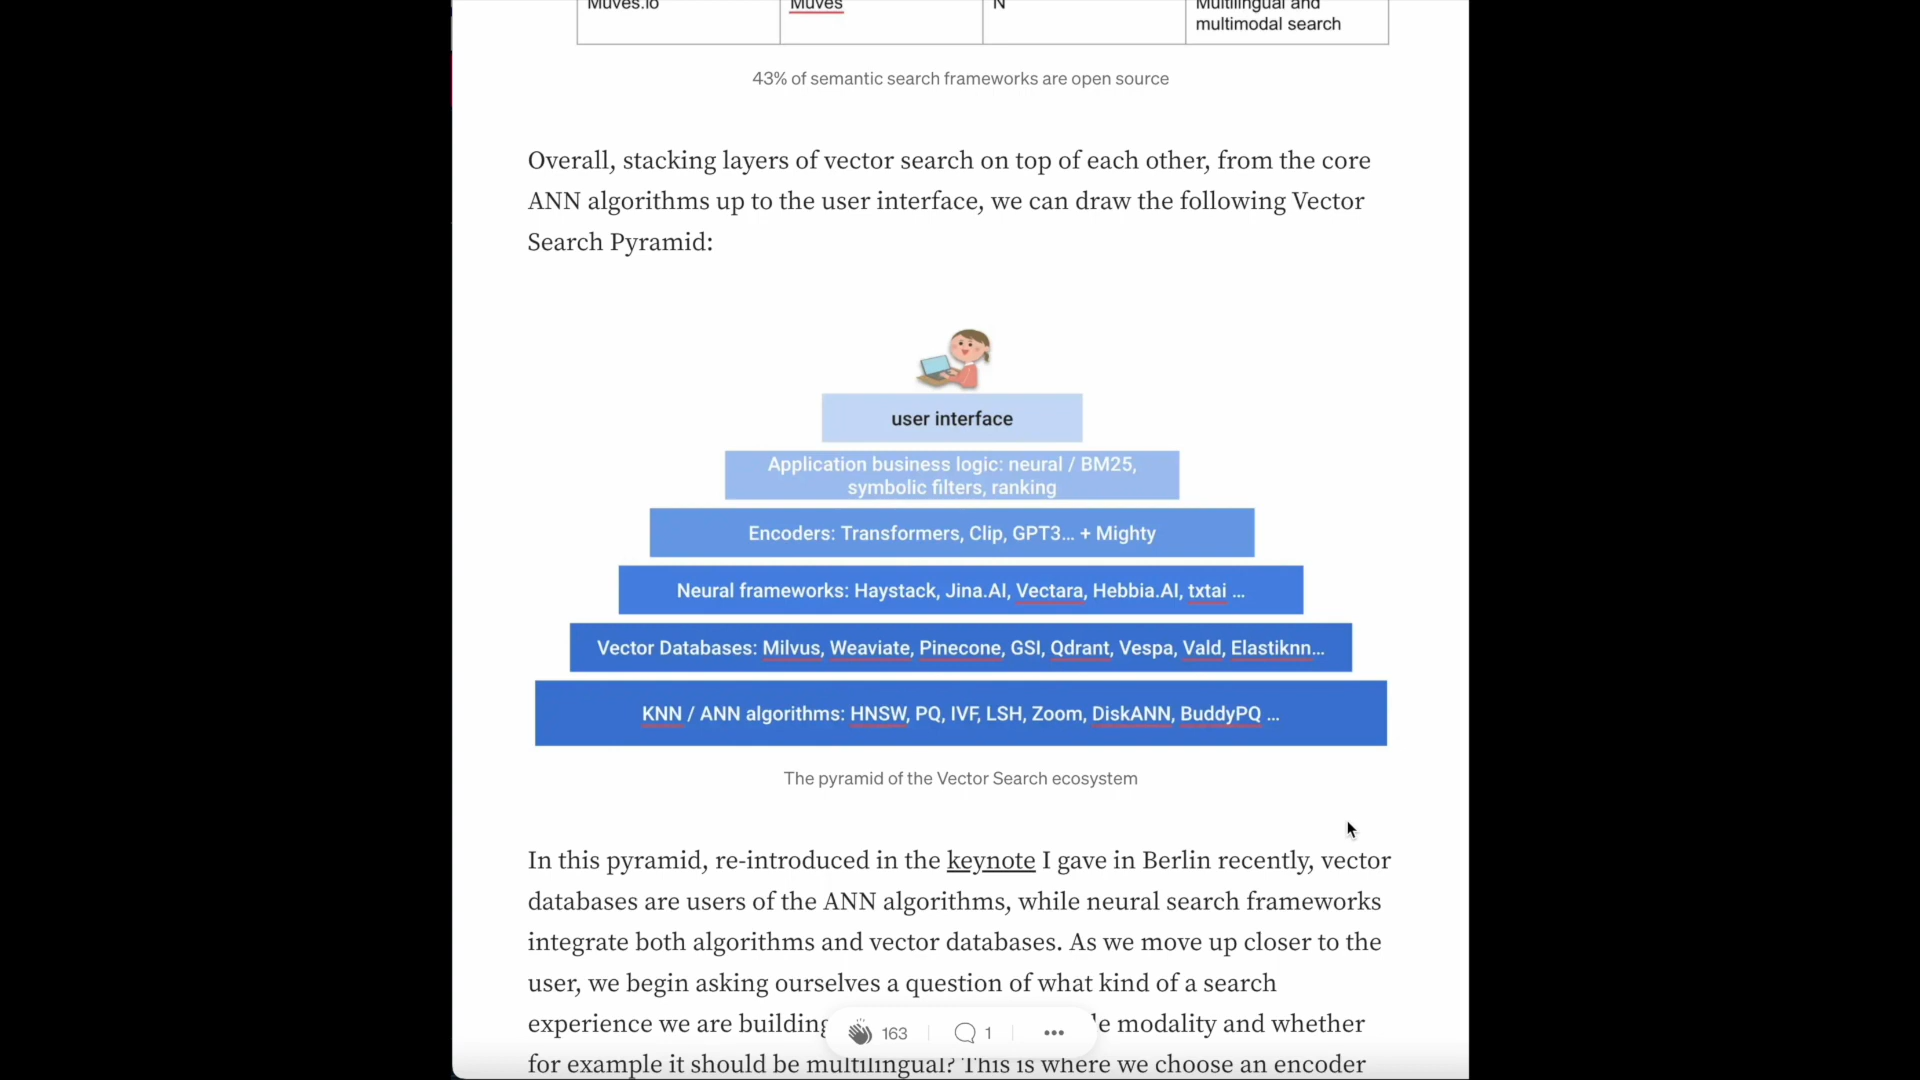 Muves.io Muves N Multilingual and
multimodal search
43% of semantic search frameworks are open source
Overall, stacking layers of vector search on top of each other, from the core
ANN algorithms up to the user interface, we can draw the following Vector
Search Pyramid:
user interface
Application business logic: neural / BM25,
symbolic filters, ranking
Encoders: Transformers, Clip, GPT3... + Mighty
Neural frameworks: Haystack, Jina.AI, Vectara, Hebbia.AI, txtai ...
Vector Databases: Milvus, Weaviate, Pinecone, GSI, Qdrant, Vespa, Vald, Elastiknn...
KNN / ANN algorithms: HNSW, PQ, IVF, LSH, Zoom, DiskANN, BuddyPQ ...
The pyramid of the Vector Search ecosystem
In this pyramid, re-introduced in the keynote I gave in Berlin recently, vector
databases are users of the ANN algorithms, while neural search frameworks
integrate both algorithms and vector databases. As we move up closer to the
user, we begin asking ourselves a question of what kind of a search
experience we are building modality and whether
163 1
for example it should be multilingual? This is where we choose an encoder